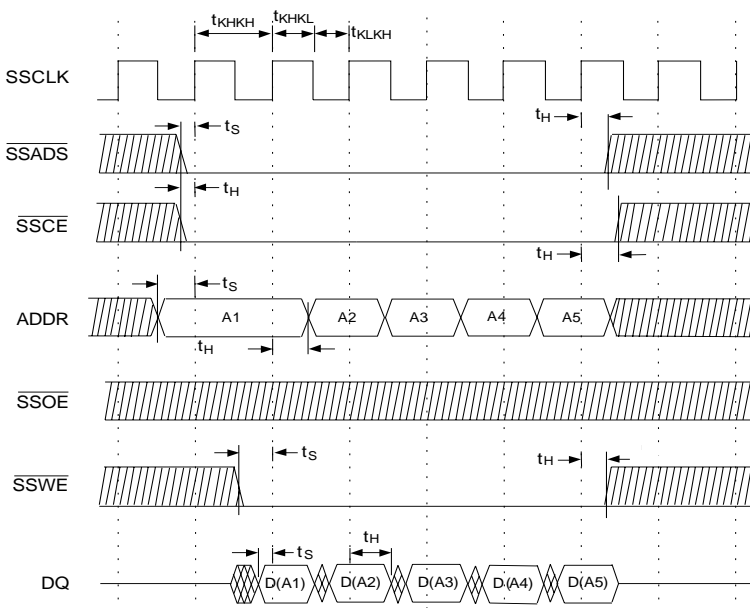 tKHKH tKHKL tKLKH
SSCLK
tS tH
SSADS
tH
SSCE
tH
tS
ADDR A1 A2 A3 A4 A5
tH
SSOE
tS tH
SSWE
tS tH
DQ D(A1) D(A2) D(A3) D(A4) D(A5)